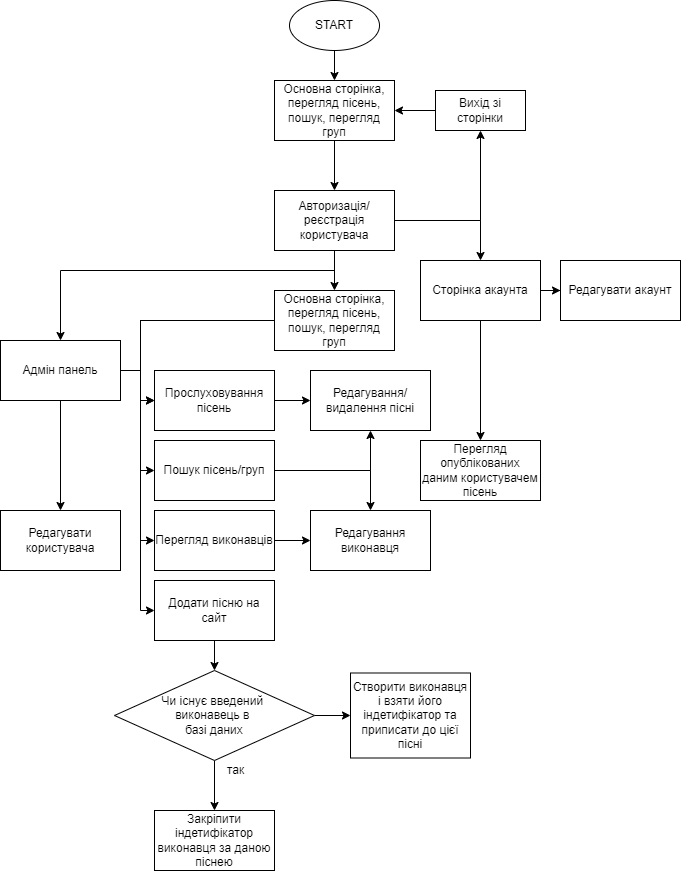 START
Основна сторінка,
перегляд пісень,
пошук, перегляд
груп
Вихід зі
сторінки
Авторизація/
реєстрація
користувача
Сторінка акаунта
Редагувати акаунт
Основна сторінка,
перегляд пісень,
пошук, перегляд
груп
Адмін панель
Прослуховування
пісень
Редагування/
видалення пісні
Перегляд
опублікованих
даним користувачем
пісень
Пошук пісень/груп
Редагувати
користувача
Перегляд виконавців
Редагування
виконавця
Додати пісню на
сайт
Чи існує введений
виконавець в
базі даних
Створити виконавця
і взяти його
індетифікатор та
приписати до цієї
пісні
так
Закріпити
індетифікатор
виконавця за даною
піснею